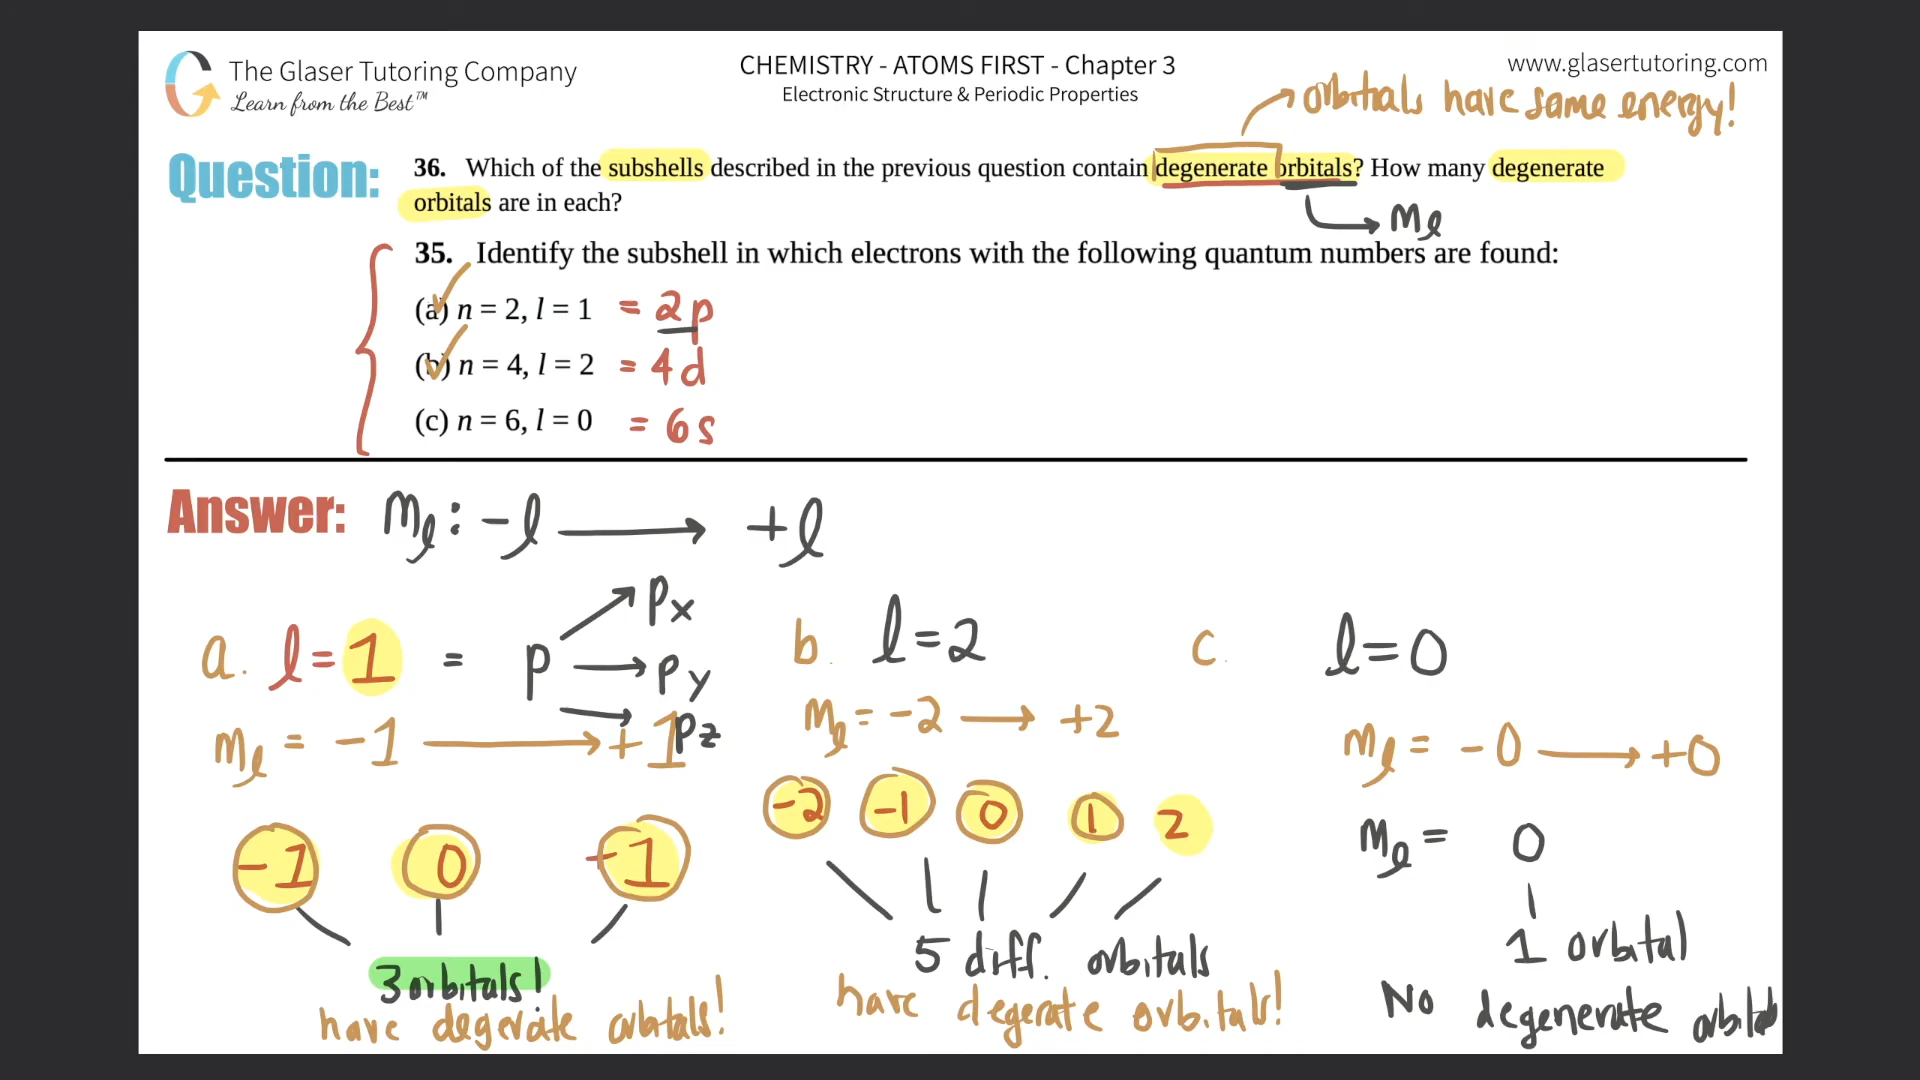 The Glaser Tutoring Company
Learn from the Best™
CHEMISTRY - ATOMS FIRST - Chapter 3
Electronic Structure & Periodic Properties
www.glasertutoring.com
orbitals have same energy!
Question:
36. Which of the subshells described in the previous question contain degenerate orbitals? How many degenerate
orbitals are in each?
mℓ
35. Identify the subshell in which electrons with the following quantum numbers are found:
(a) n = 2, l = 1 = 2p
(b) n = 4, l = 2 = 4d
(c) n = 6, l = 0 = 6s
Answer:
mℓ: -ℓ → +ℓ
a. ℓ = 1 = p
px
py
pz
mℓ = -1 → +1
-1 0 +1
3 orbitals!
have degerate orbitals!
b. ℓ=2
mℓ = -2 → +2
-2 -1 0 1 2
5 diff. orbitals
have degerate orbitals!
c. ℓ=0
mℓ = -0 → +0
mℓ = 0
1 orbital
No degenerate orbitals